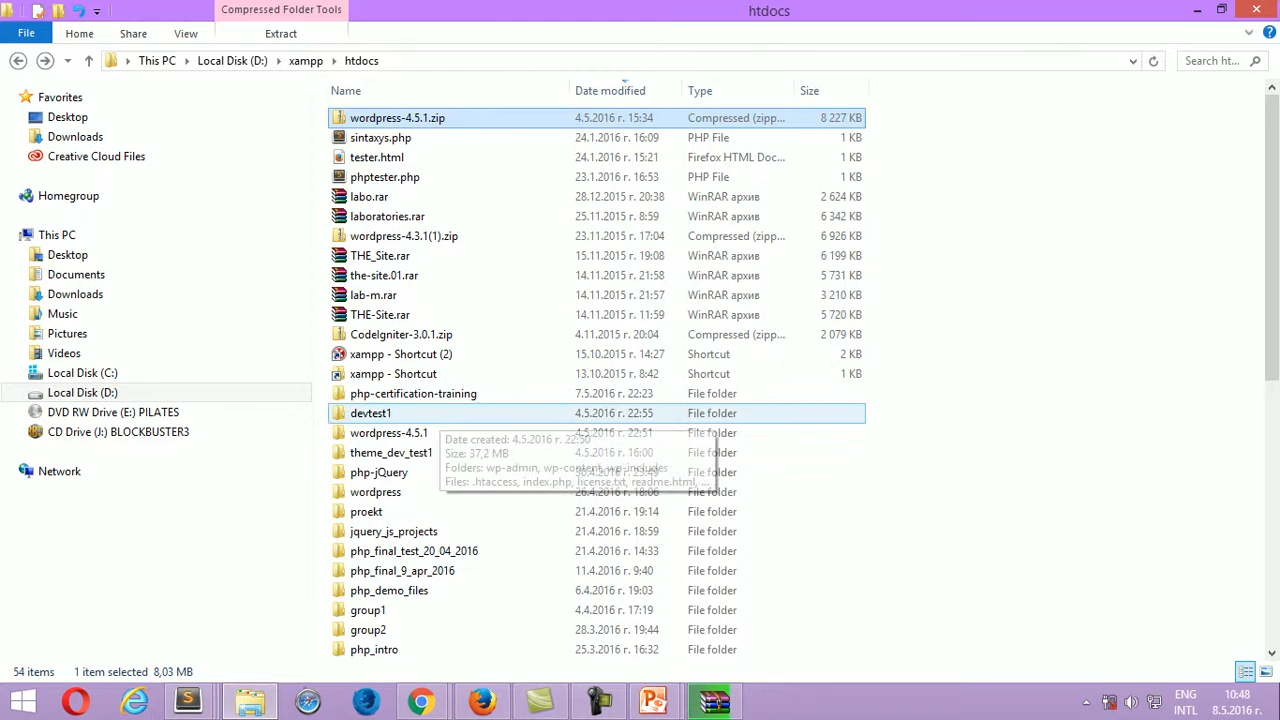 Compressed Folder Tools
htdocs
File Home Share View Extract
This PC Local Disk (D:) xampp htdocs Search ht...
Name Date modified Type Size
Favorites
Desktop
Downloads
Creative Cloud Files
Homegroup
This PC
Desktop
Documents
Downloads
Music
Pictures
Videos
Local Disk (C:)
Local Disk (D:)
DVD RW Drive (E:) PILATES
CD Drive (J:) BLOCKBUSTER3
Network
wordpress-4.5.1.zip 4.5.2016 г. 15:34 Compressed (zipp... 8 227 KB
sintaxys.php 24.1.2016 г. 16:09 PHP File 1 KB
tester.html 24.1.2016 г. 15:21 Firefox HTML Doc... 1 KB
phptester.php 23.1.2016 г. 16:53 PHP File 1 KB
labo.rar 28.12.2015 г. 20:38 WinRAR архив 2 624 KB
laboratories.rar 25.11.2015 г. 8:59 WinRAR архив 6 342 KB
wordpress-4.3.1(1).zip 23.11.2015 г. 17:04 Compressed (zipp... 6 926 KB
THE_Site.rar 15.11.2015 г. 19:08 WinRAR архив 6 199 KB
the-site.01.rar 14.11.2015 г. 21:58 WinRAR архив 5 731 KB
lab-m.rar 14.11.2015 г. 21:57 WinRAR архив 3 210 KB
THE-Site.rar 14.11.2015 г. 11:59 WinRAR архив 5 720 KB
CodeIgniter-3.0.1.zip 4.11.2015 г. 20:04 Compressed (zipp... 2 079 KB
xampp - Shortcut (2) 15.10.2015 г. 14:27 Shortcut 2 KB
xampp - Shortcut 13.10.2015 г. 8:42 Shortcut 1 KB
php-certification-training 7.5.2016 г. 22:23 File folder
devtest1 4.5.2016 г. 22:55 File folder
wordpress-4.5.1 4.5.2016 г. 22:51 File folder
Date created: 4.5.2016 г. 22:50
theme_dev_test1 4.5.2016 г. 16:00 File folder
Size: 37,2 MB
Folders: wp-admin, wp-content, wp-includes
php-jQuery File folder
Files: .htaccess, index.php, license.txt, readme.html, ...
wordpress 26.4.2016 г. 18:06 File folder
proekt 21.4.2016 г. 19:14 File folder
jquery_js_projects 21.4.2016 г. 18:59 File folder
php_final_test_20_04_2016 21.4.2016 г. 14:33 File folder
php_final_9_apr_2016 11.4.2016 г. 9:40 File folder
php_demo_files 6.4.2016 г. 19:03 File folder
group1 4.4.2016 г. 17:19 File folder
group2 28.3.2016 г. 19:44 File folder
php_intro 25.3.2016 г. 16:32 File folder
54 items 1 item selected 8,03 MB
ENG 10:48
INTL 8.5.2016 г.